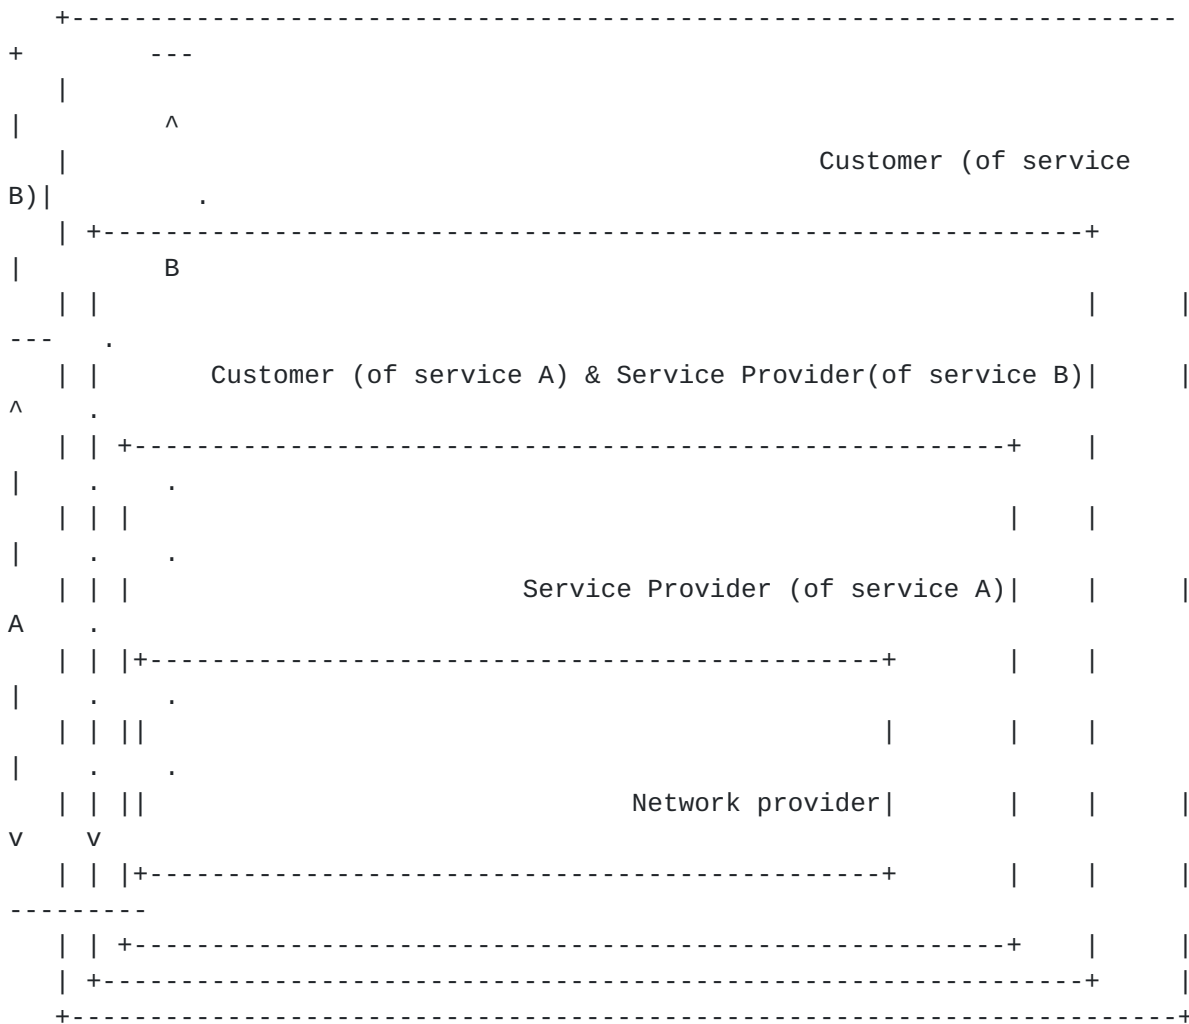 +-----------------------------------------------------------------------
+        ---
   |
|         ^
   |                                                Customer (of service
B)|         .
   | +---------------------------------------------------------------+
|         B
   | |                                                               |     |
---   .
   | |       Customer (of service A) & Service Provider(of service B)|     |
^    .
   | | +--------------------------------------------------------+    |
|    .    .
   | | |                                                        |    |
|    .    .
   | | |                         Service Provider (of service A)|    |     |
A    .
   | | |+-----------------------------------------------+       |    |
|    .    .
   | | ||                                               |       |    |
|    .    .
   | | ||                               Network provider|       |    |     |
v    v
   | | |+-----------------------------------------------+       |    |     |
---------
   | | +--------------------------------------------------------+    |     |
   | +---------------------------------------------------------------+     |
   +-----------------------------------------------------------------------+